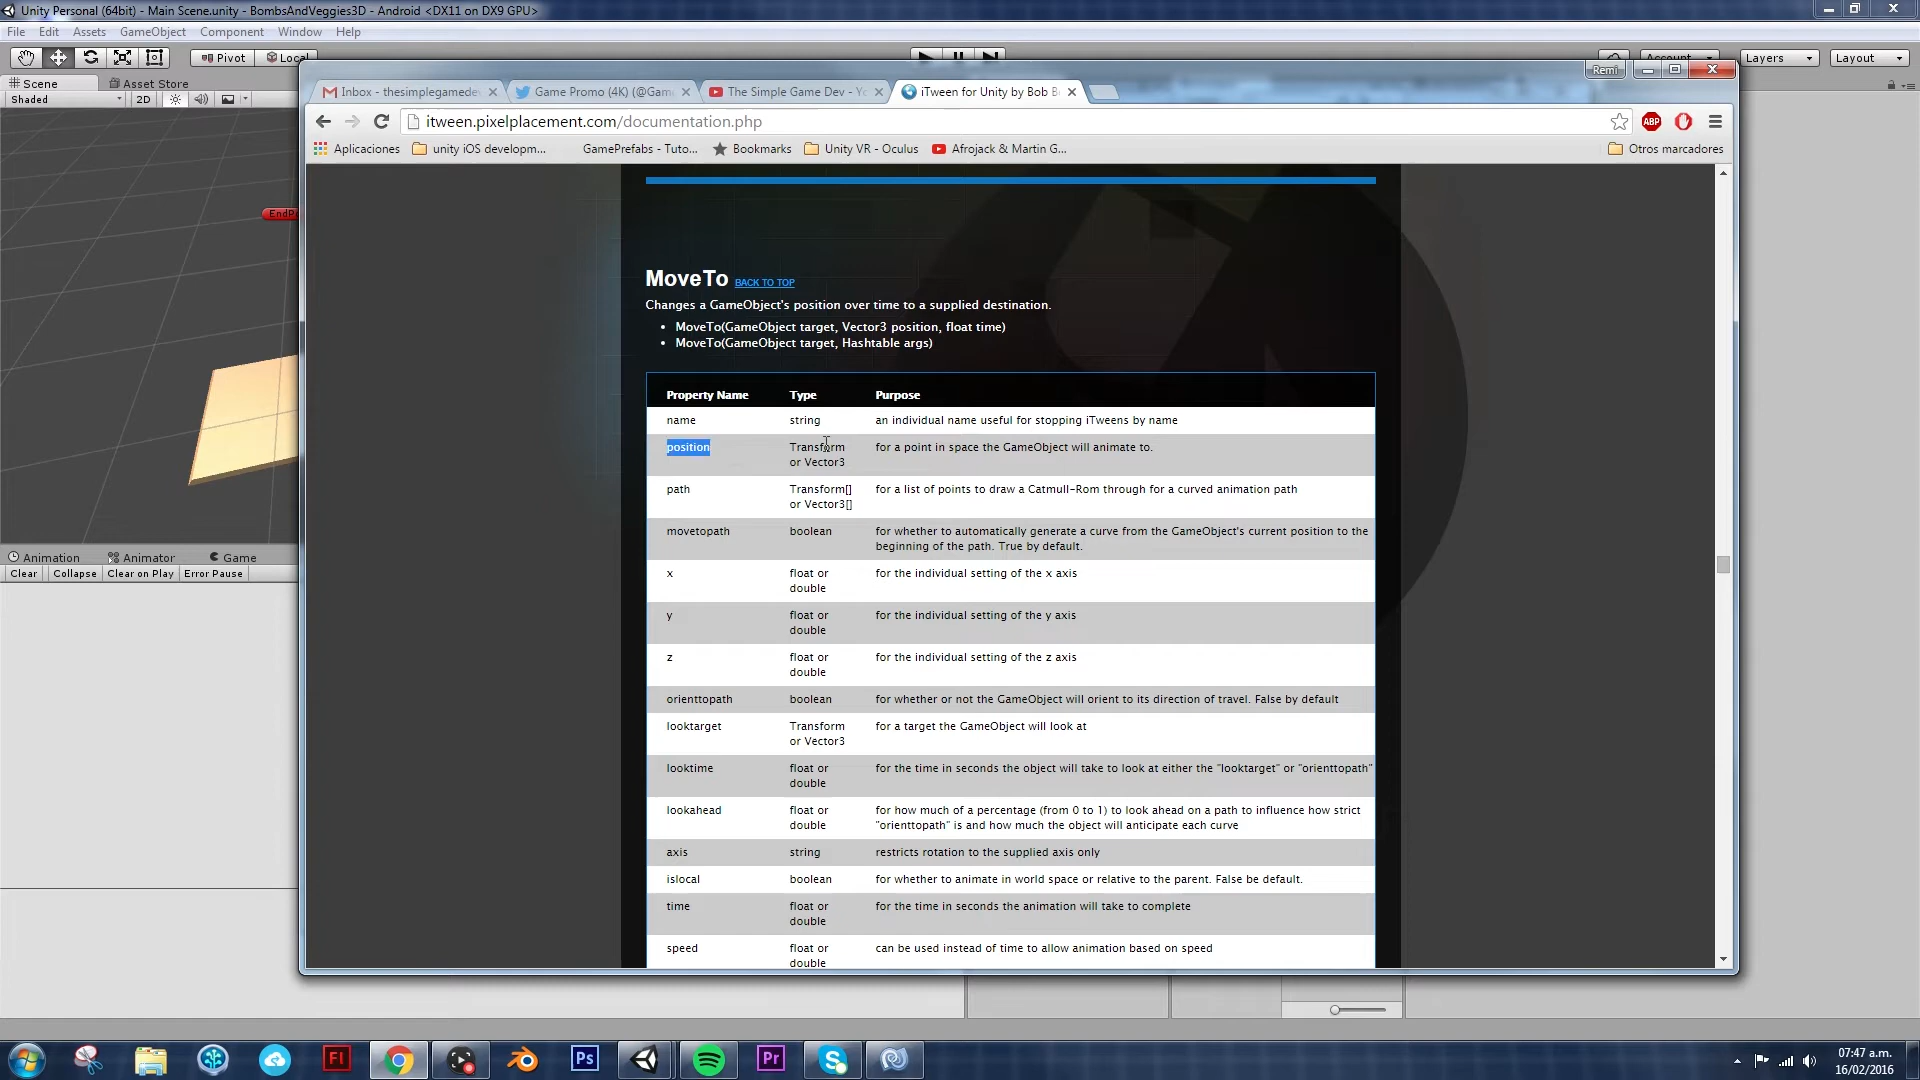 Unity Personal (64bit) - Main Scene.unity - BombsAndVeggies3D - Android <DX11 on DX9 GPU>
File Edit Assets GameObject Component Window Help
Pivot Local Account Layers Layout
Scene Asset Store
Shaded 2D
Remi
Inbox - thesimplegamedev Game Promo (4K) (@Gam The Simple Game Dev - Yo iTween for Unity by Bob B
itween.pixelplacement.com/documentation.php
ABP
Aplicaciones unity iOS developm... GamePrefabs - Tuto... Bookmarks Unity VR - Oculus Afrojack & Martin G... Otros marcadores
MoveTo BACK TO TOP
Changes a GameObject's position over time to a supplied destination.
• MoveTo(GameObject target, Vector3 position, float time)
• MoveTo(GameObject target, Hashtable args)
Property Name Type Purpose
name string an individual name useful for stopping iTweens by name
position Transform or Vector3 for a point in space the GameObject will animate to.
path Transform[] or Vector3[] for a list of points to draw a Catmull-Rom through for a curved animation path
movetopath boolean for whether to automatically generate a curve from the GameObject's current position to the
beginning of the path. True by default.
x float or double for the individual setting of the x axis
y float or double for the individual setting of the y axis
z float or double for the individual setting of the z axis
orienttopath boolean for whether or not the GameObject will orient to its direction of travel. False by default
looktarget Transform or Vector3 for a target the GameObject will look at
looktime float or double for the time in seconds the object will take to look at either the "looktarget" or "orienttopath"
lookahead float or double for how much of a percentage (from 0 to 1) to look ahead on a path to influence how strict
"orienttopath" is and how much the object will anticipate each curve
axis string restricts rotation to the supplied axis only
islocal boolean for whether to animate in world space or relative to the parent. False be default.
time float or double for the time in seconds the animation will take to complete
speed float or double can be used instead of time to allow animation based on speed
Animation Animator Game
Clear Collapse Clear on Play Error Pause
Fl Ps Pr
07:47 a.m.
16/02/2016